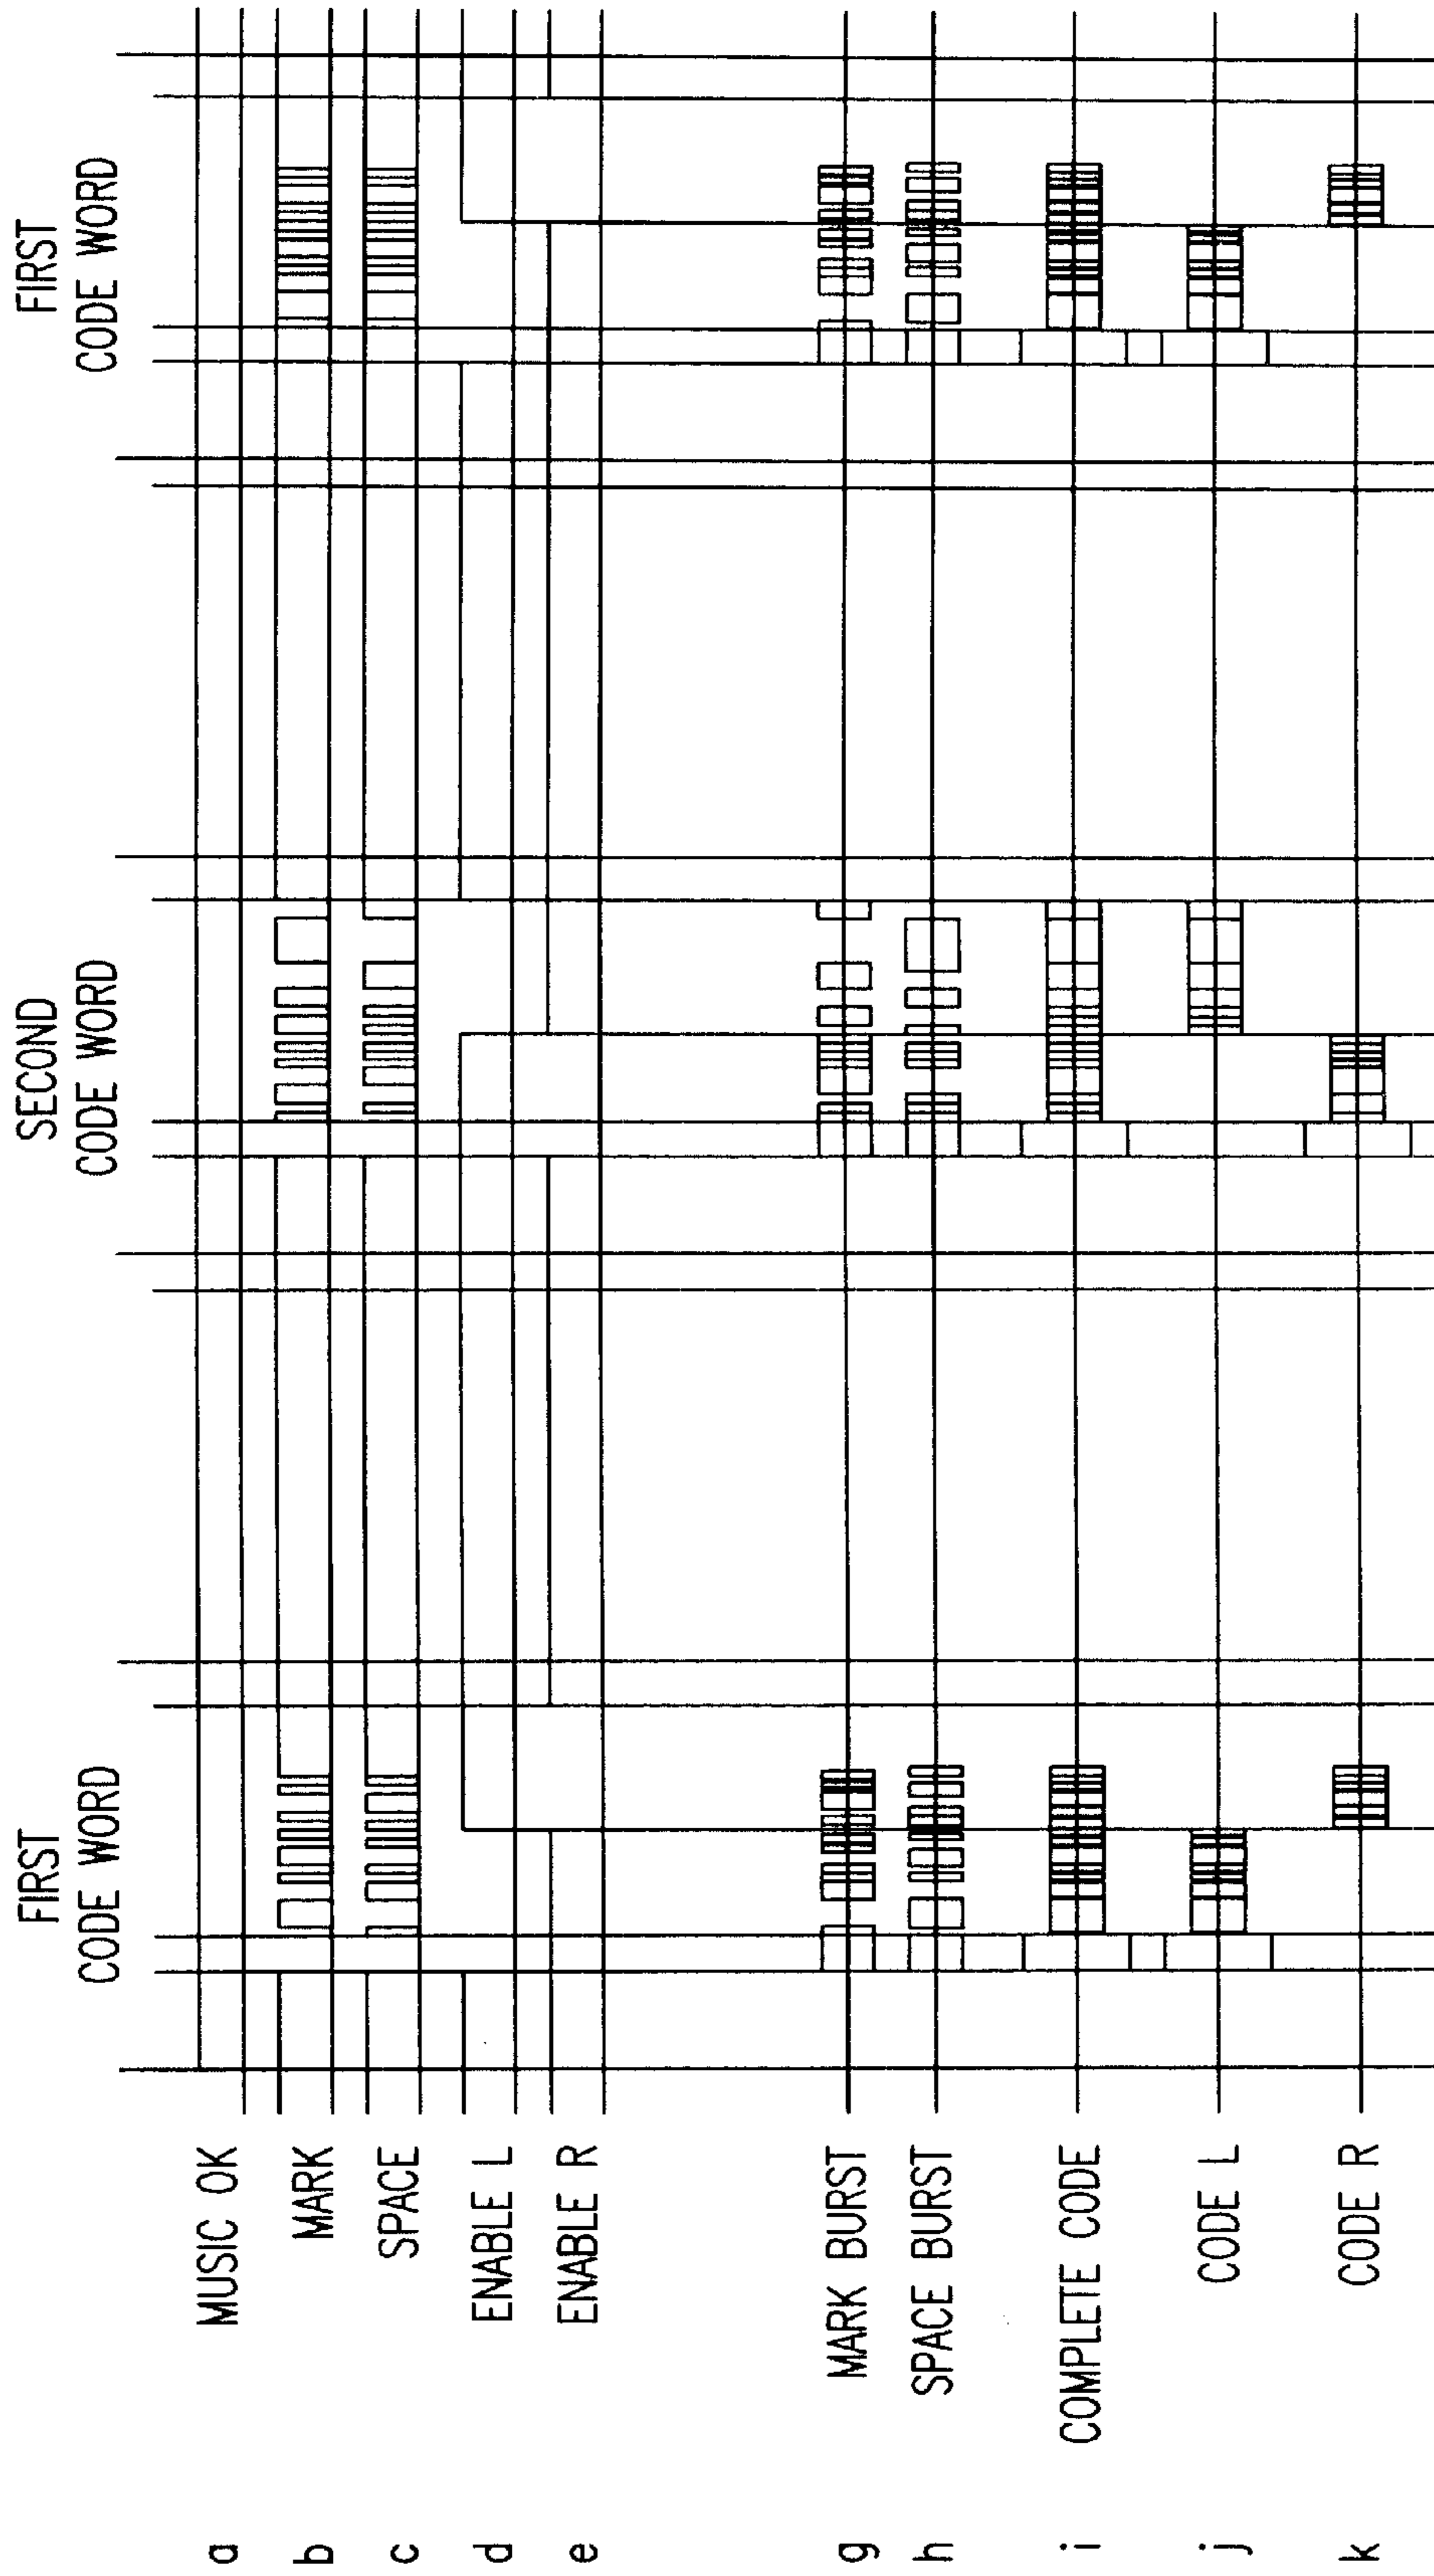 FIRST
CODE WORD
SECOND
CODE WORD
FIRST
CODE WORD
a MUSIC OK
b MARK
c SPACE
d ENABLE L
e ENABLE R
g MARK BURST
h SPACE BURST
i COMPLETE CODE
j CODE L
k CODE R